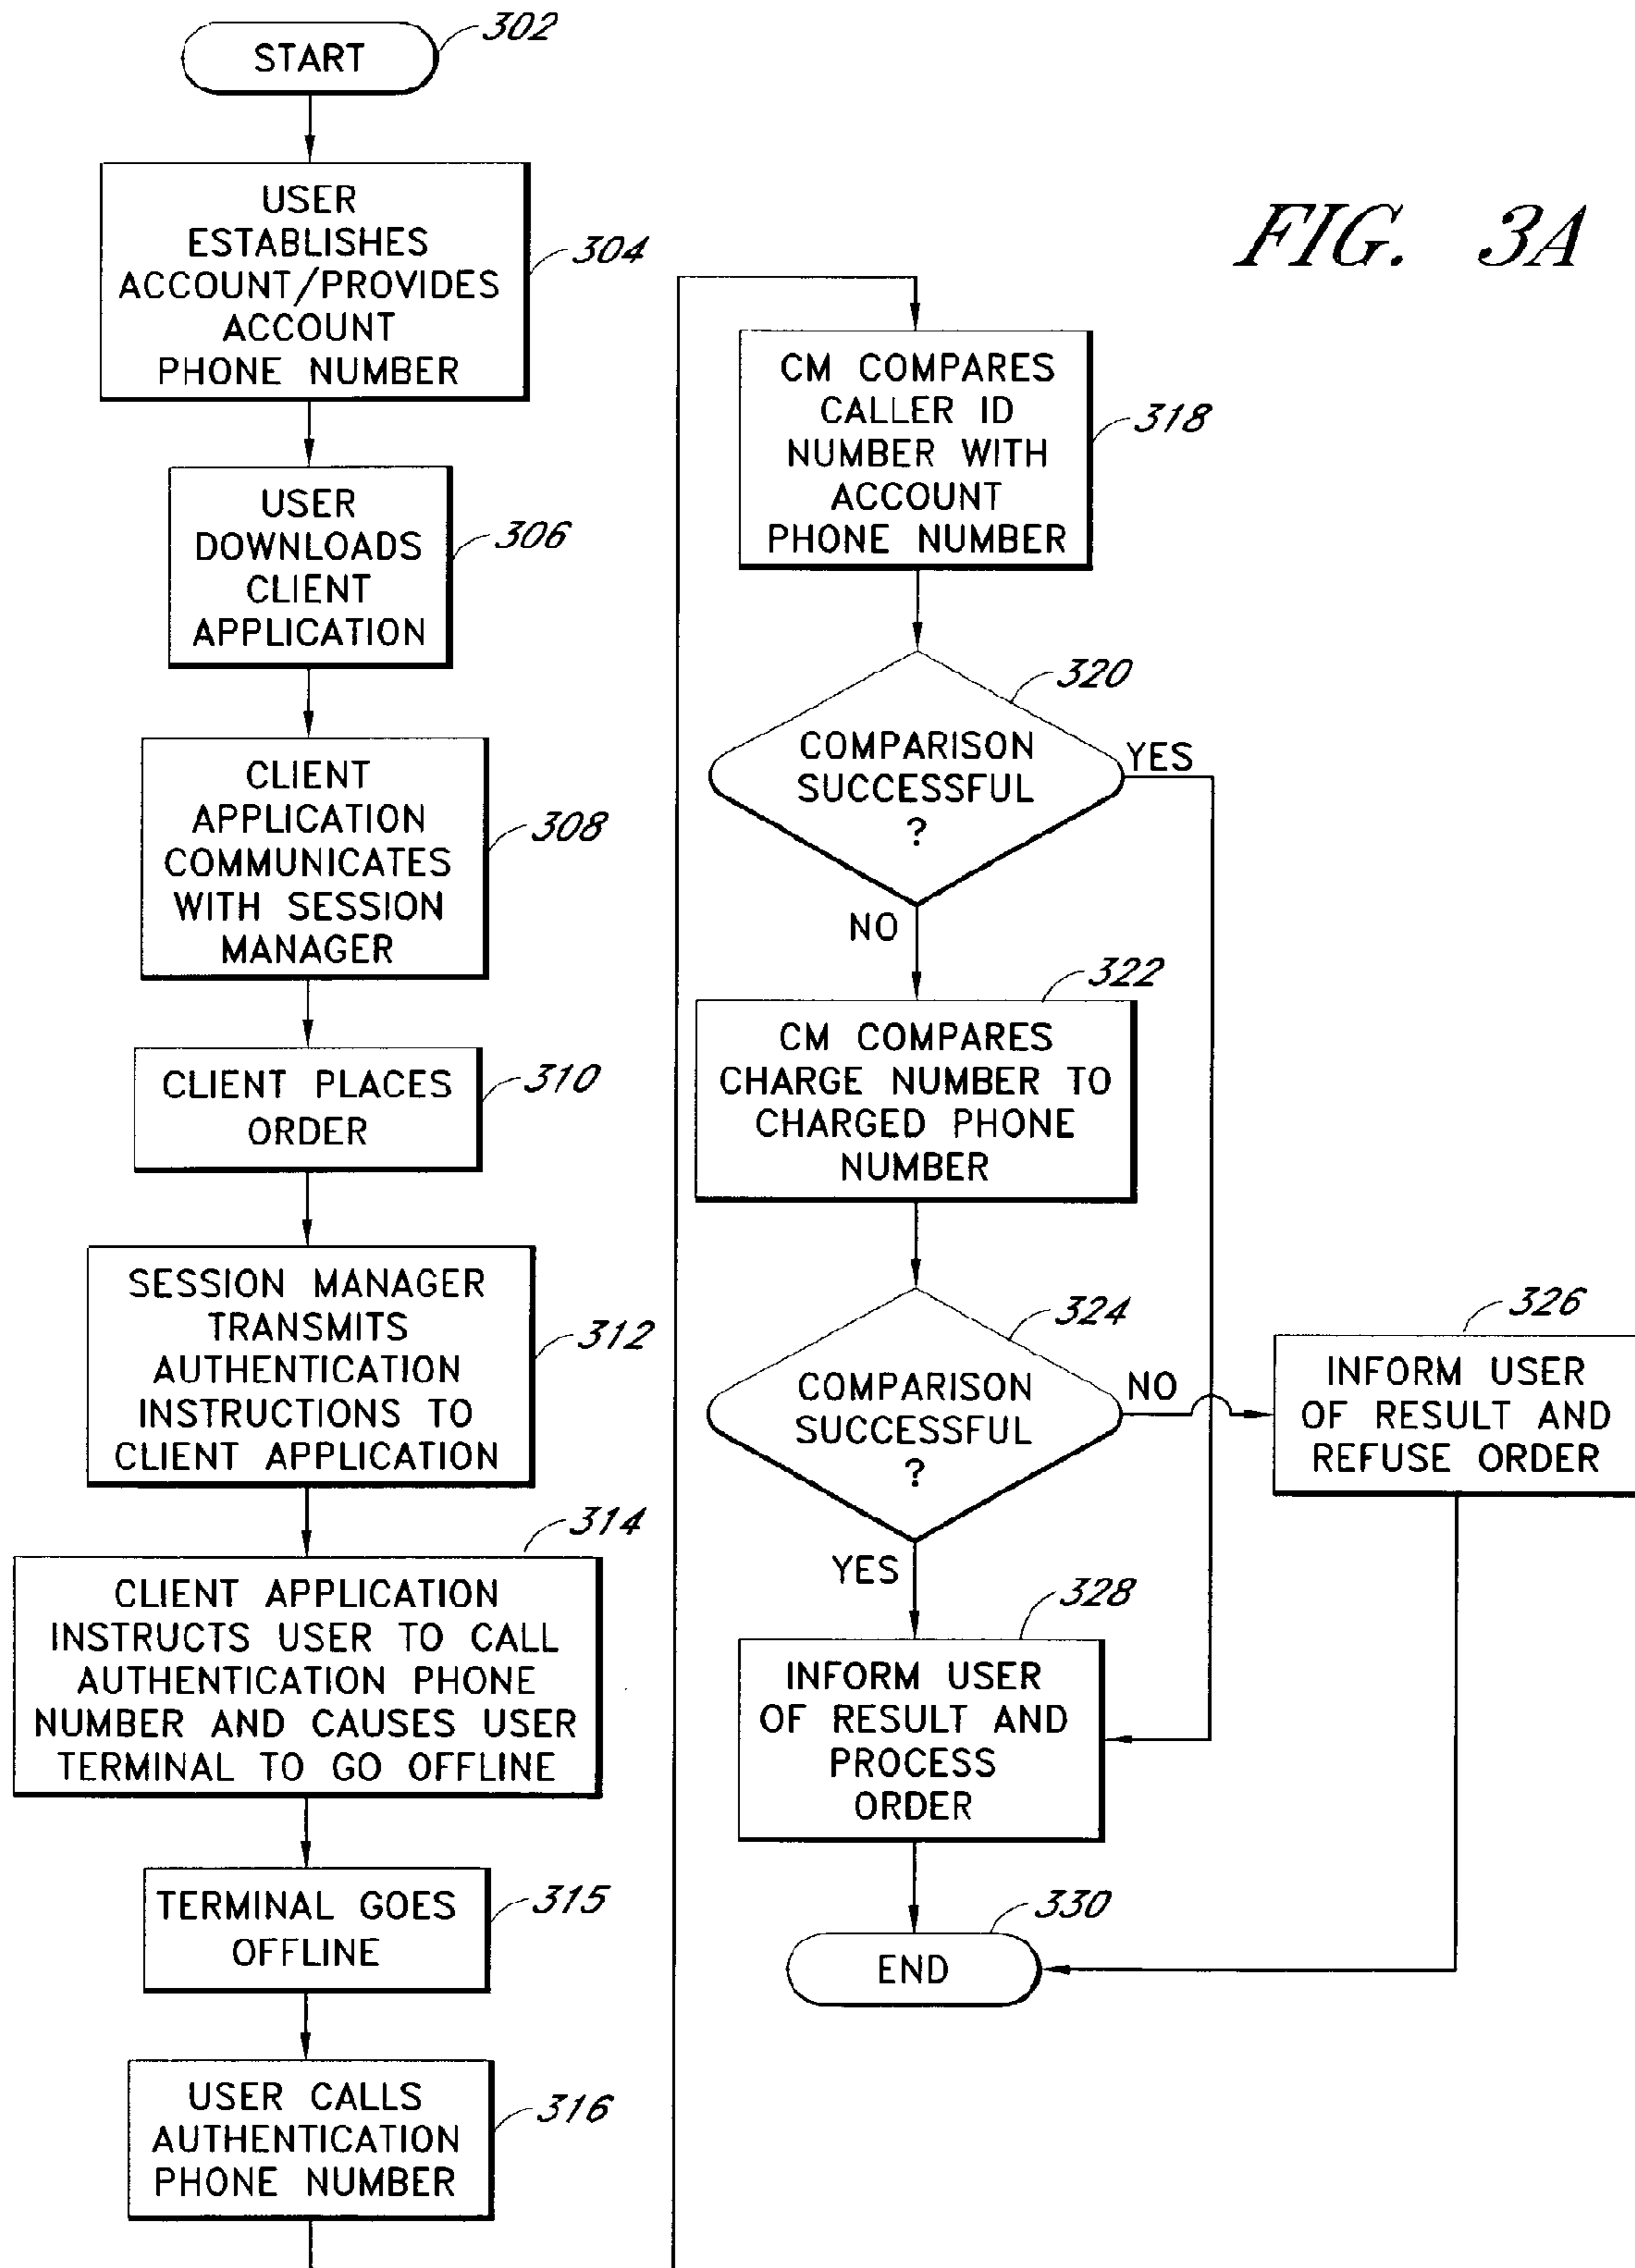 START
302
USER
ESTABLISHES
ACCOUNT/PROVIDES
ACCOUNT
PHONE NUMBER
304
USER
DOWNLOADS
CLIENT
APPLICATION
306
CLIENT
APPLICATION
COMMUNICATES
WITH SESSION
MANAGER
308
CLIENT PLACES
ORDER
310
SESSION MANAGER
TRANSMITS
AUTHENTICATION
INSTRUCTIONS TO
CLIENT APPLICATION
312
CLIENT APPLICATION
INSTRUCTS USER TO CALL
AUTHENTICATION PHONE
NUMBER AND CAUSES USER
TERMINAL TO GO OFFLINE
314
TERMINAL GOES
OFFLINE
315
USER CALLS
AUTHENTICATION
PHONE NUMBER
316
FIG. 3A
CM COMPARES
CALLER ID
NUMBER WITH
ACCOUNT
PHONE NUMBER
318
COMPARISON
SUCCESSFUL
?
320
YES
NO
CM COMPARES
CHARGE NUMBER TO
CHARGED PHONE
NUMBER
322
COMPARISON
SUCCESSFUL
?
324
NO
YES
INFORM USER
OF RESULT AND
REFUSE ORDER
326
INFORM USER
OF RESULT AND
PROCESS
ORDER
328
END
330